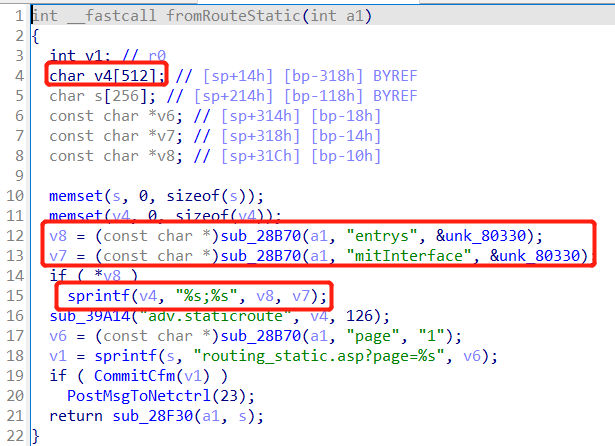 1 int __fastcall fromRouteStatic(int a1)
2 {
3 int v1; // r0
4 char v4[512]; // [sp+14h] [bp-318h] BYREF
5 char s[256]; // [sp+214h] [bp-118h] BYREF
6 const char *v6; // [sp+314h] [bp-18h]
7 const char *v7; // [sp+318h] [bp-14h]
8 const char *v8; // [sp+31Ch] [bp-10h]
9
10 memset(s, 0, sizeof(s));
11 memset(v4, 0, sizeof(v4));
12 v8 = (const char *)sub_28B70(a1, "entrys", &unk_80330);
13 v7 = (const char *)sub_28B70(a1, "mitInterface", &unk_80330)
14 if ( *v8 )
15 sprintf(v4, "%s;%s", v8, v7);
16 sub_39A14("adv.staticroute", v4, 126);
17 v6 = (const char *)sub_28B70(a1, "page", "1");
18 v1 = sprintf(s, "routing_static.asp?page=%s", v6);
19 if ( CommitCfm(v1) )
20 PostMsgToNetctrl(23);
21 return sub_28F30(a1, s);
22 }